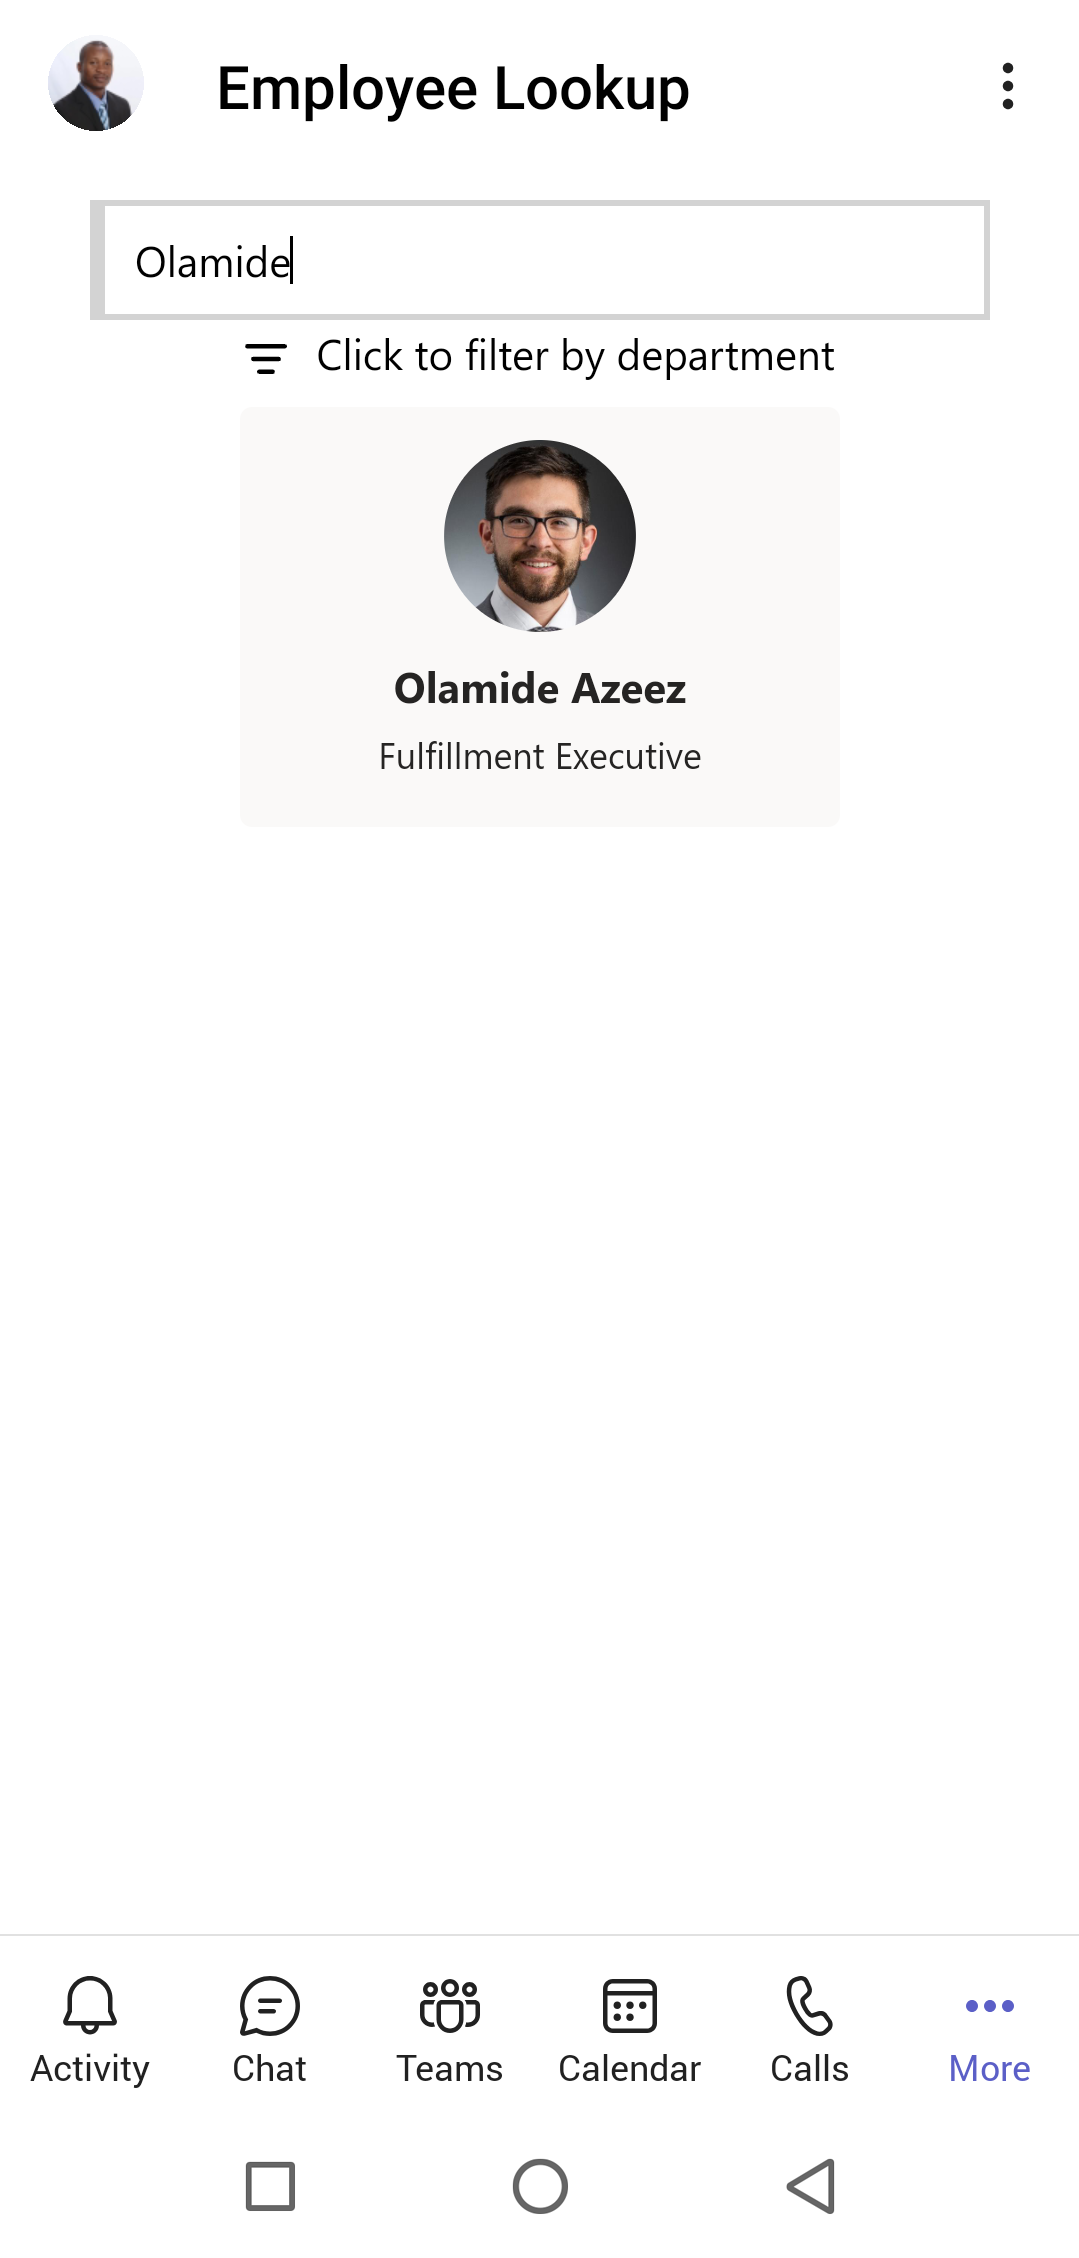 Employee Lookup
Olamide
Click to filter by department
Olamide Azeez
Fulfillment Executive
Activity
Chat
Teams
Calendar
Calls
More